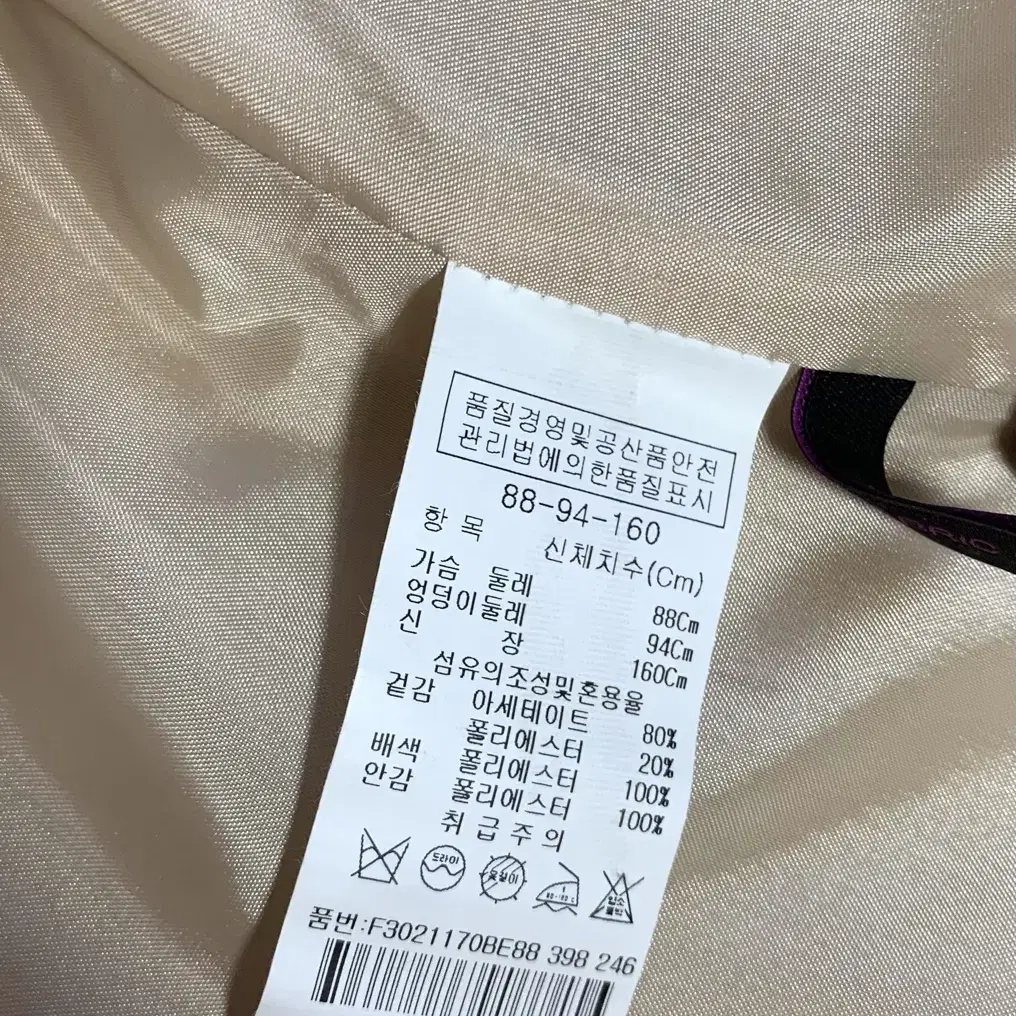 품질경영및공산품안전
관리법에의한품질표시
88-94-160
항 목 신체치수(Cm)
가슴 둘레 88Cm
엉덩이둘레 94Cm
신 장 160Cm
섬유의조성및혼용율
겉감 아세테이트 80%
폴리에스터 20%
배색 폴리에스터 100%
안감 폴리에스터 100%
취급주의
드라이
옷걸이
품번:F3021170BE88 398 246